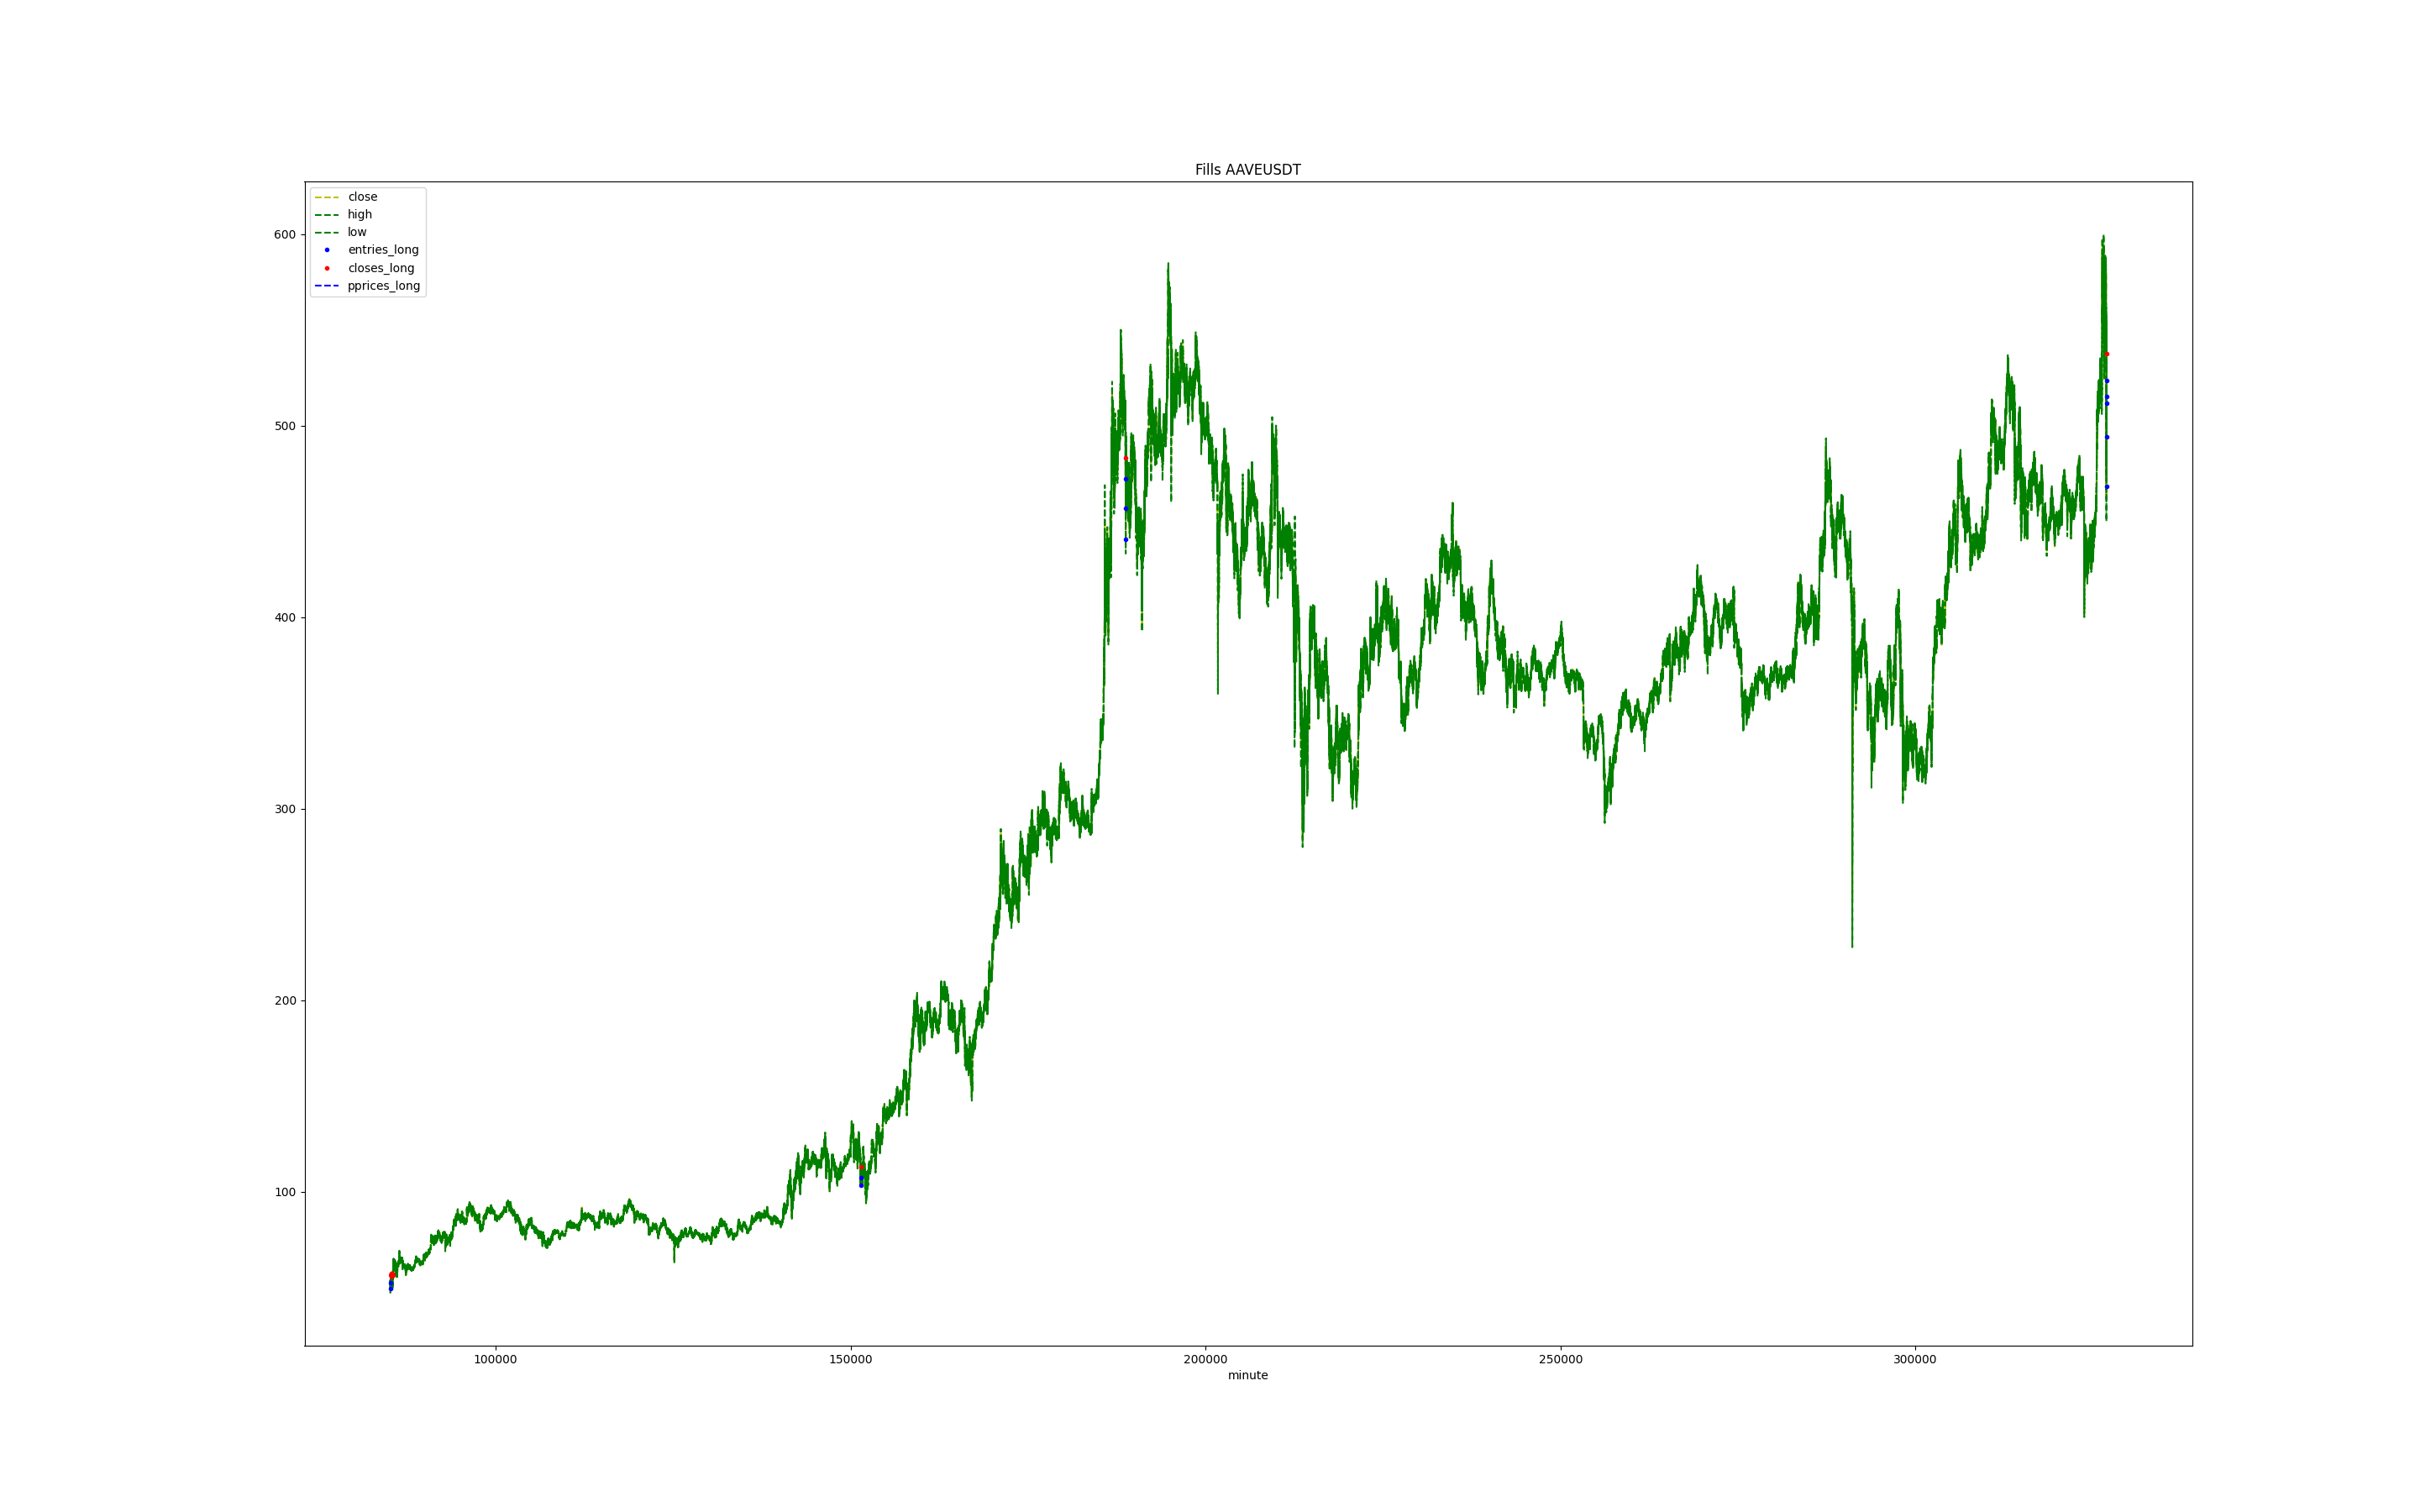 Fills AAVEUSDT
close
high
low
entries_long
closes_long
pprices_long
600
500
400
300
200
100
100000 150000 200000 250000 300000
minute